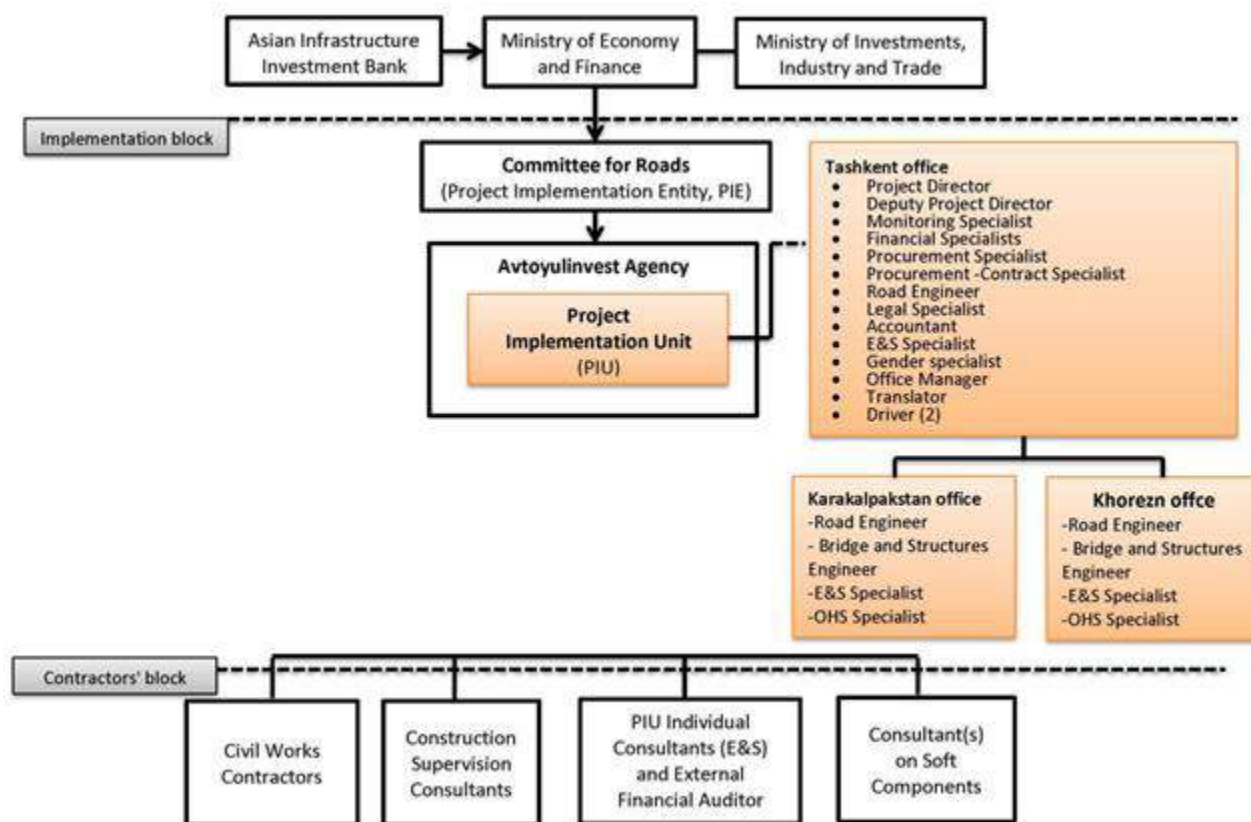 Asian Infrastructure
Investment Bank
Ministry of Economy
and Finance
Ministry of Investments,
Industry and Trade
Implementation block
Committee for Roads
(Project Implementation Entity, PIE)
Avtoyulinvest Agency
Project
Implementation Unit
(PIU)
Tashkent office
• Project Director
• Deputy Project Director
• Monitoring Specialist
• Financial Specialists
• Procurement Specialist
• Procurement -Contract Specialist
• Road Engineer
• Legal Specialist
• Accountant
• E&S Specialist
• Gender specialist
• Office Manager
• Translator
• Driver (2)
Karakalpakstan office
-Road Engineer
- Bridge and Structures
Engineer
-E&S Specialist
-OHS Specialist
Khorezn offce
-Road Engineer
- Bridge and Structures
Engineer
-E&S Specialist
-OHS Specialist
Contractors' block
Civil Works
Contractors
Construction
Supervision
Consultants
PIU Individual
Consultants (E&S)
and External
Financial Auditor
Consultant(s)
on Soft
Components